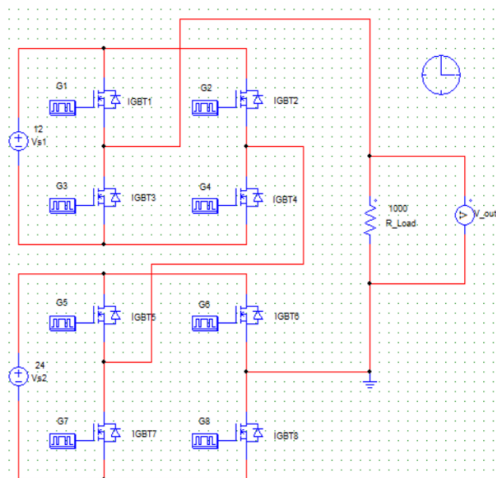 G1
IGBT1
G2
IGBT2
12
Vs1
G3
IGBT3
G4
IGBT4
1000
R_Load
V_out
G5
IGBT5
G6
IGBT6
24
Vs2
G7
IGBT7
G8
IGBT8